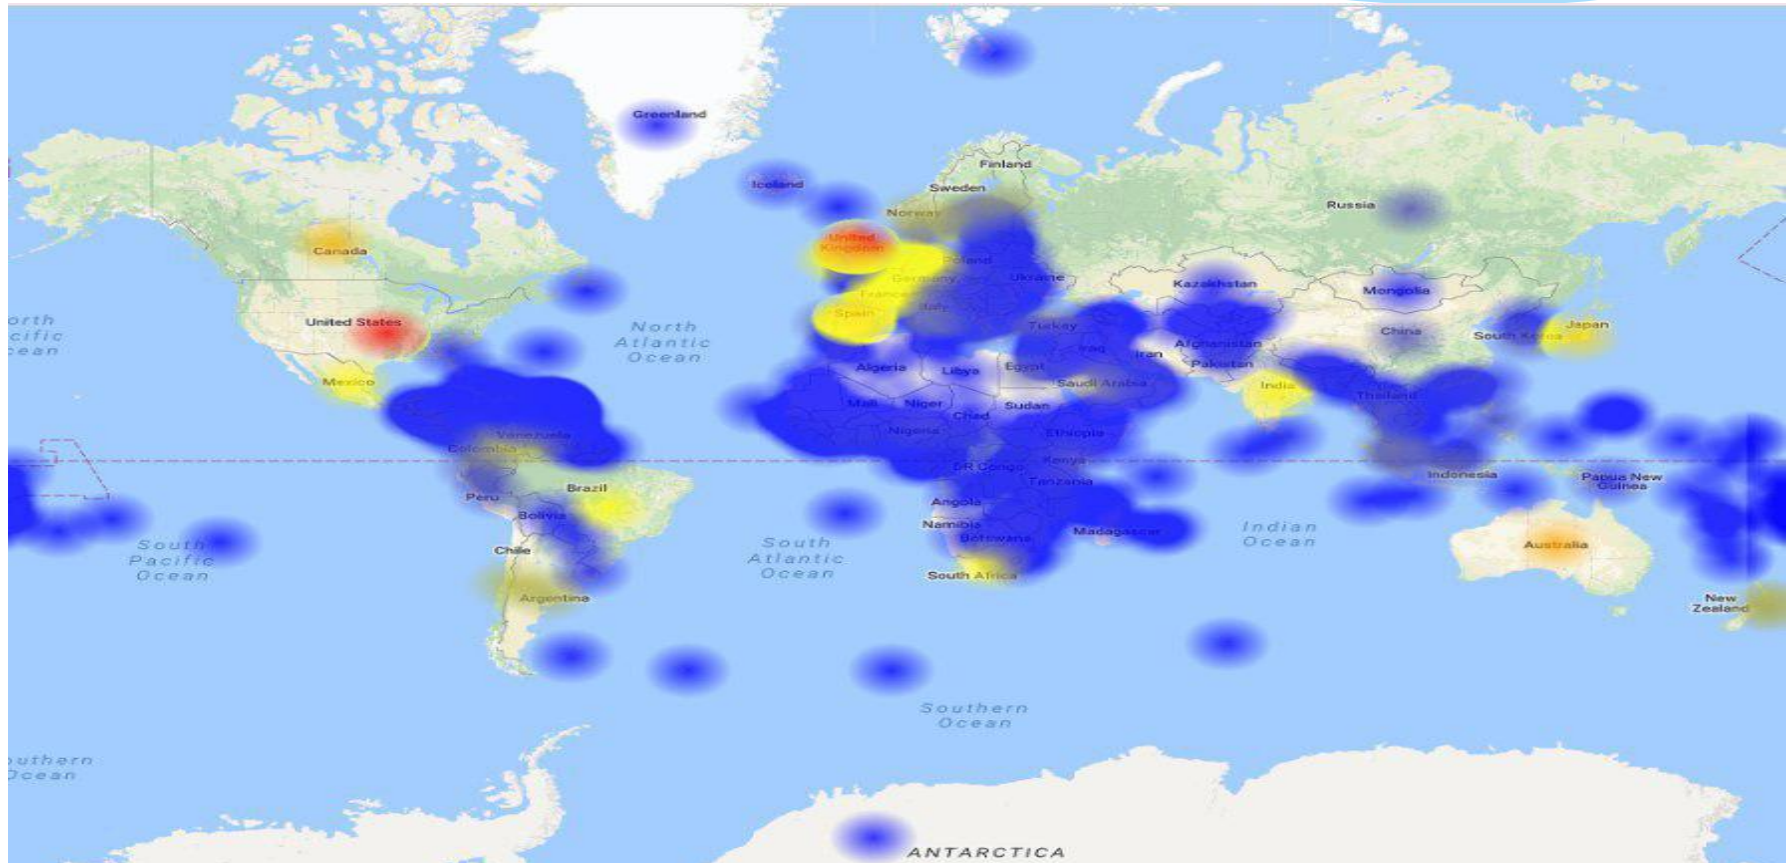 Greenland
Iceland
Finland
Sweden
Norway
Russia
Canada
United
Kingdom
Poland
Germany
Ukraine
Kazakhstan
Mongolia
France
Italy
Spain
United States
North
Atlantic
Ocean
Turkey
China
South Korea
Japan
Afghanistan
Iraq
Iran
Pakistan
Algeria
Libya
Egypt
Saudi Arabia
India
Mexico
Mali
Niger
Chad
Sudan
Thailand
Nigeria
Ethiopia
Venezuela
Colombia
DR Congo
Kenya
Tanzania
Indonesia
Papua New
Guinea
Peru
Brazil
Angola
Bolivia
Namibia
Botswana
Madagascar
Indian
Ocean
South
Pacific
Ocean
South
Atlantic
Ocean
Chile
Australia
South Africa
Argentina
New
Zealand
Southern
Ocean
ANTARCTICA